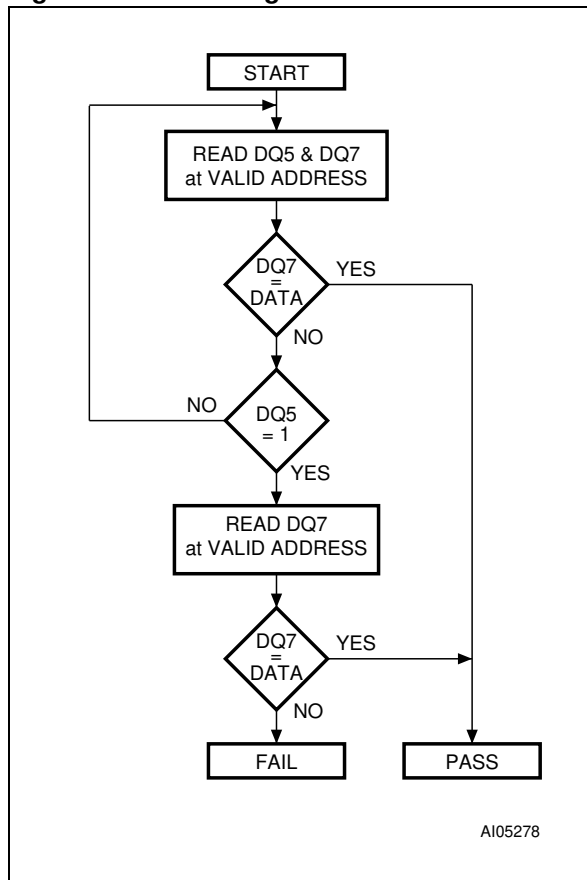 START
READ DQ5 & DQ7
at VALID ADDRESS
DQ7
=
DATA
YES
NO
NO
DQ5
= 1
YES
READ DQ7
at VALID ADDRESS
DQ7
=
DATA
YES
NO
FAIL
PASS
AI05278